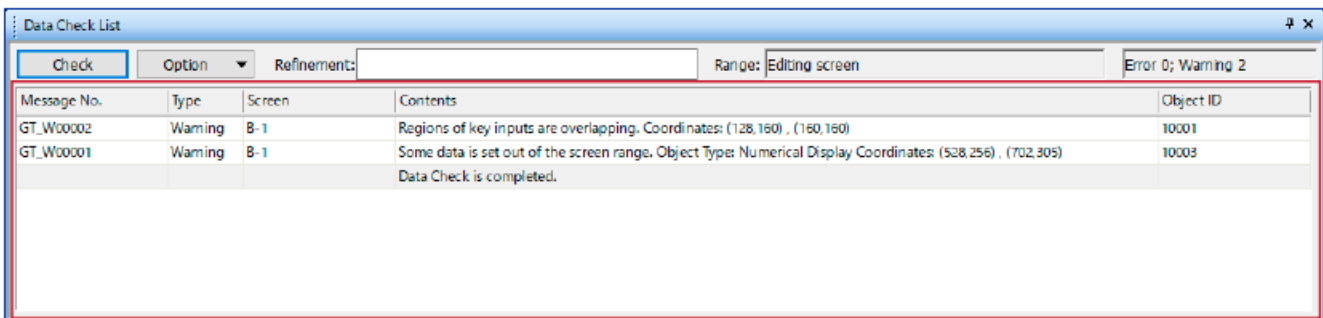 Data Check List
Check Option Refinement: Range: Editing screen Error 0; Warning 2
Message No. Type Screen Contents Object ID
GT_W00002 Warning B-1 Regions of key inputs are overlapping. Coordinates: (128,160) , (160,160) 10001
GT_W00001 Warning B-1 Some data is set out of the screen range. Object Type: Numerical Display Coordinates: (528,256) , (702,305) 10003
Data Check is completed.